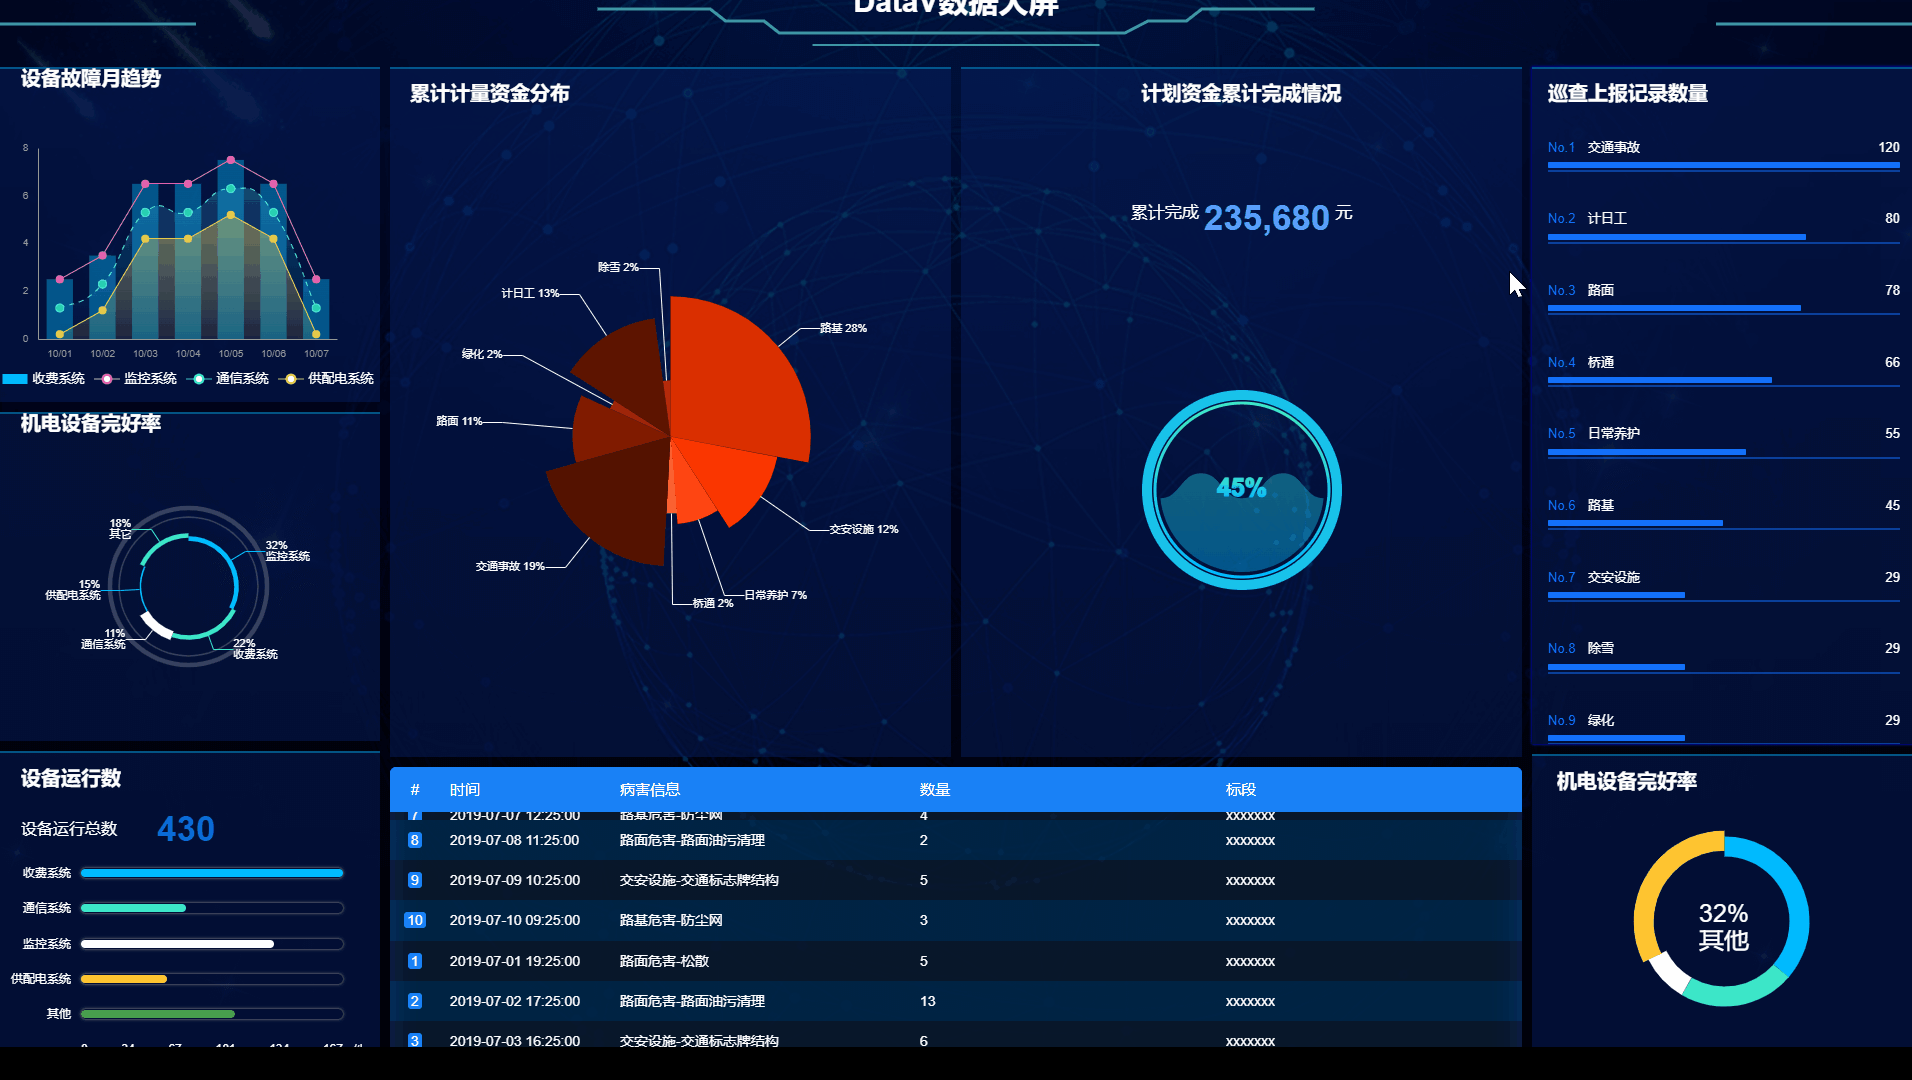 DataV数据大屏
设备故障月趋势
8
6
4
2
0
10/01 10/02 10/03 10/04 10/05 10/06 10/07
收费系统 监控系统 通信系统 供配电系统
机电设备完好率
18%
其它
32%
监控系统
15%
供配电系统
11%
通信系统
22%
收费系统
设备运行数
设备运行总数 430
收费系统
通信系统
监控系统
供配电系统
其他
累计计量资金分布
除雪 2%
计日工 13%
路基 28%
绿化 2%
路面 11%
交安设施 12%
交通事故 19%
日常养护 7%
桥通 2%
计划资金累计完成情况
累计完成 235,680 元
45%
# 时间 病害信息 数量 标段
7 2019-07-07 12:25:00 路基危害-防尘网 4 xxxxxxx
8 2019-07-08 11:25:00 路面危害-路面油污清理 2 xxxxxxx
9 2019-07-09 10:25:00 交安设施-交通标志牌结构 5 xxxxxxx
10 2019-07-10 09:25:00 路基危害-防尘网 3 xxxxxxx
1 2019-07-01 19:25:00 路面危害-松散 5 xxxxxxx
2 2019-07-02 17:25:00 路面危害-路面油污清理 13 xxxxxxx
3 2019-07-03 16:25:00 交安设施-交通标志牌结构 6 xxxxxxx
巡查上报记录数量
No.1 交通事故 120
No.2 计日工 80
No.3 路面 78
No.4 桥通 66
No.5 日常养护 55
No.6 路基 45
No.7 交安设施 29
No.8 除雪 29
No.9 绿化 29
机电设备完好率
32%
其他